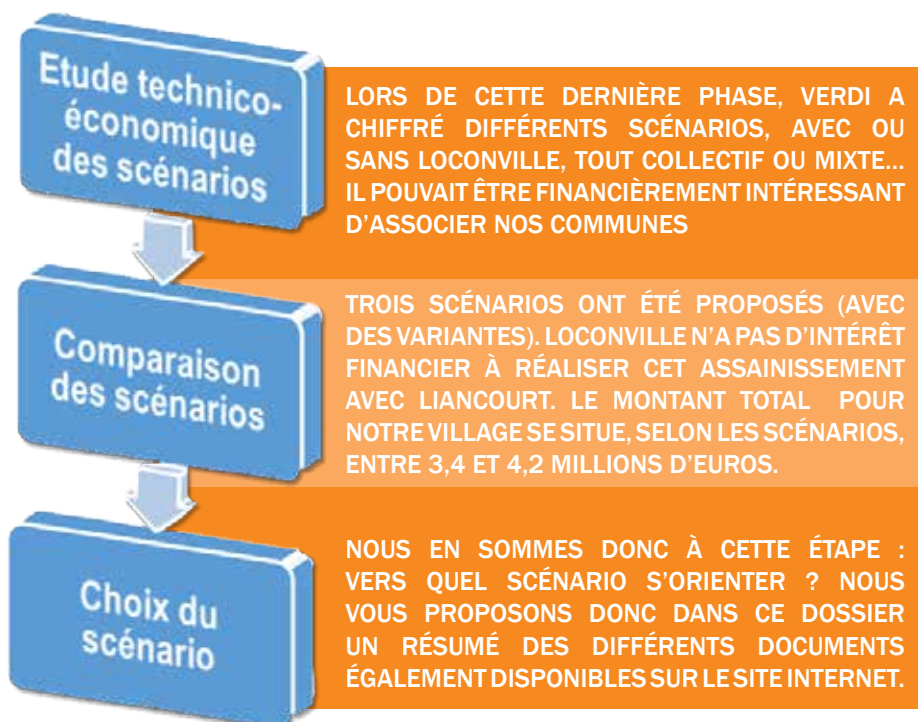 Etude technico-
économique
des scénarios
LORS DE CETTE DERNIÈRE PHASE, VERDI A
CHIFFRÉ DIFFÉRENTS SCÉNARIOS, AVEC OU
SANS LOCONVILLE, TOUT COLLECTIF OU MIXTE...
IL POUVAIT ÊTRE FINANCIÈREMENT INTÉRESSANT
D'ASSOCIER NOS COMMUNES
Comparaison
des scénarios
TROIS SCÉNARIOS ONT ÉTÉ PROPOSÉS (AVEC
DES VARIANTES). LOCONVILLE N'A PAS D'INTÉRÊT
FINANCIER À RÉALISER CET ASSAINISSEMENT
AVEC LIANCOURT. LE MONTANT TOTAL POUR
NOTRE VILLAGE SE SITUE, SELON LES SCÉNARIOS,
ENTRE 3,4 ET 4,2 MILLIONS D'EUROS.
Choix du
scénario
NOUS EN SOMMES DONC À CETTE ÉTAPE :
VERS QUEL SCÉNARIO S'ORIENTER ? NOUS
VOUS PROPOSONS DONC DANS CE DOSSIER
UN RÉSUMÉ DES DIFFÉRENTS DOCUMENTS
ÉGALEMENT DISPONIBLES SUR LE SITE INTERNET.